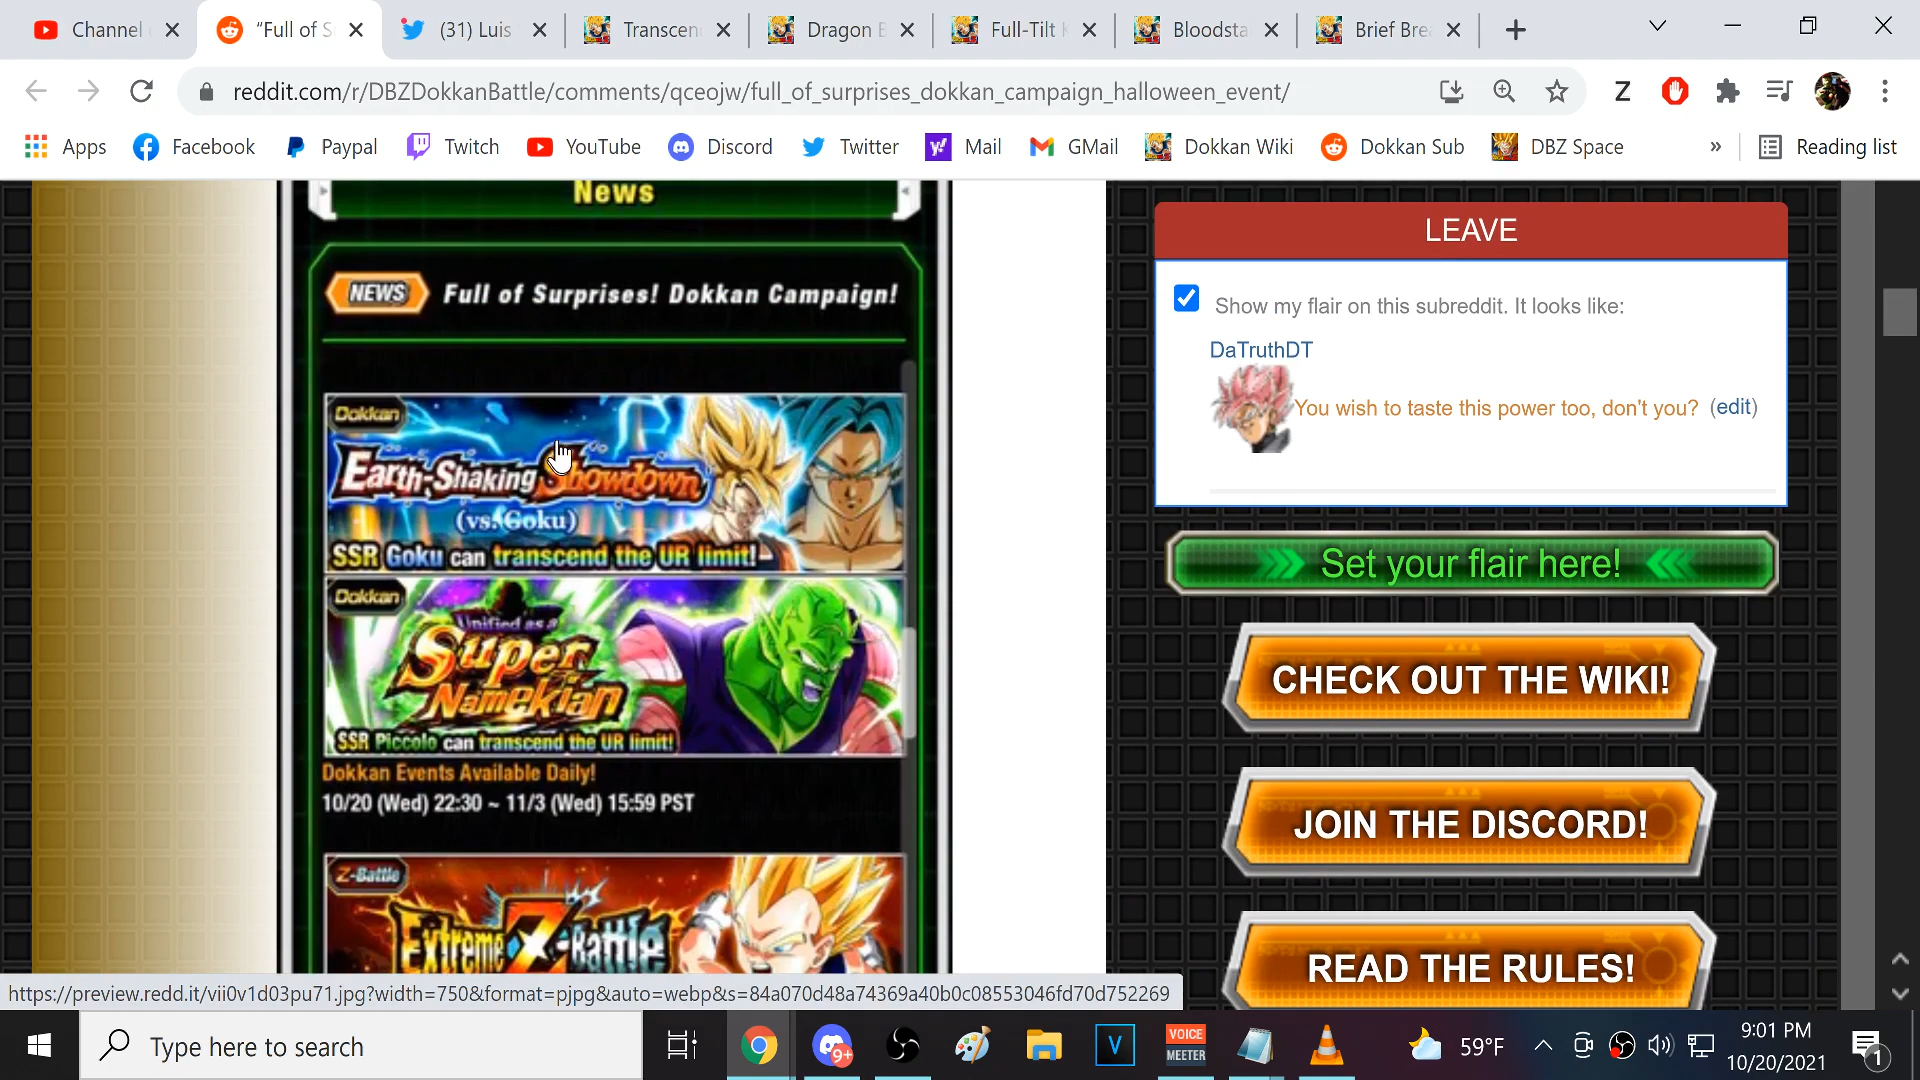 Channel
"Full of S
(31) Luis
Transcen
Dragon B
Full-Tilt
Bloodsta
Brief Bre
reddit.com/r/DBZDokkanBattle/comments/qceojw/full_of_surprises_dokkan_campaign_halloween_event/
Z
Apps
Facebook
Paypal
Twitch
YouTube
Discord
Twitter
Mail
GMail
Dokkan Wiki
Dokkan Sub
DBZ Space
»
Reading list
News
NEWS
Full of Surprises! Dokkan Campaign!
Dokkan
Earth-Shaking Showdown
(vs. Goku)
SSR Goku can transcend the UR limit!
Dokkan
Unified as a
Super
Namekian
SSR Piccolo can transcend the UR limit!
Dokkan Events Available Daily!
10/20 (Wed) 22:30 ~ 11/3 (Wed) 15:59 PST
Z-Battle
Extreme Z-Battle
LEAVE
Show my flair on this subreddit. It looks like:
DaTruthDT
You wish to taste this power too, don't you? (edit)
Set your flair here!
CHECK OUT THE WIKI!
JOIN THE DISCORD!
READ THE RULES!
https://preview.redd.it/vii0v1d03pu71.jpg?width=750&format=pjpg&auto=webp&s=84a070d48a74369a40b0c08553046fd70d752269
Type here to search
9+
V
VOICE
MEETER
59°F
9:01 PM
10/20/2021
1